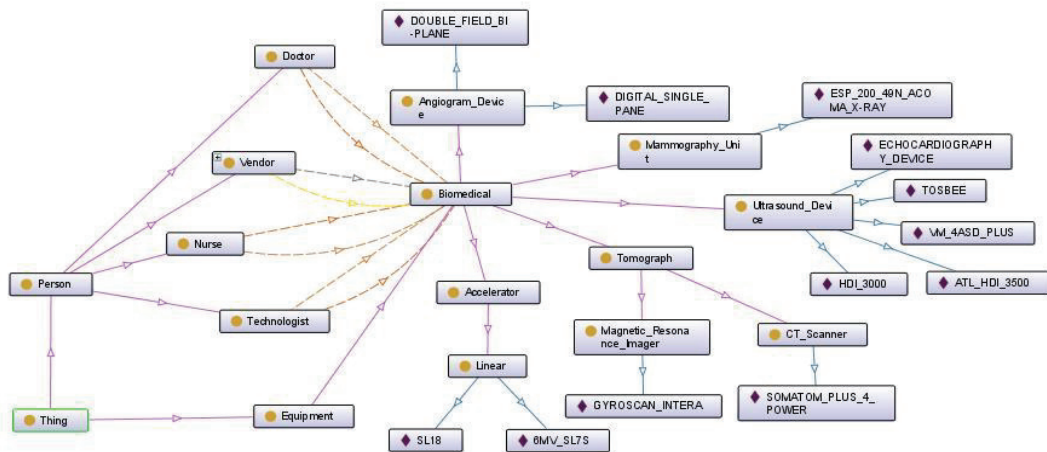 DOUBLE_FIELD_BI
-PLANE
Doctor
Angiogram_Devic
e
DIGITAL_SINGLE_
PANE
ESP_200_49N_ACO
MA_X-RAY
Mammography_Uni
t
ECHOCARDIOGRAPH
Y_DEVICE
Vendor
Biomedical
TOSBEE
Ultrasound_Devi
ce
VM_4ASD_PLUS
Nurse
Tomograph
HDI_3000
ATL_HDI_3500
Person
Accelerator
Technologist
Magnetic_Resona
nce_Imager
CT_Scanner
Linear
GYROSCAN_INTERA
SOMATOM_PLUS_4_
POWER
Thing
Equipment
SL18
6MV_SL7S